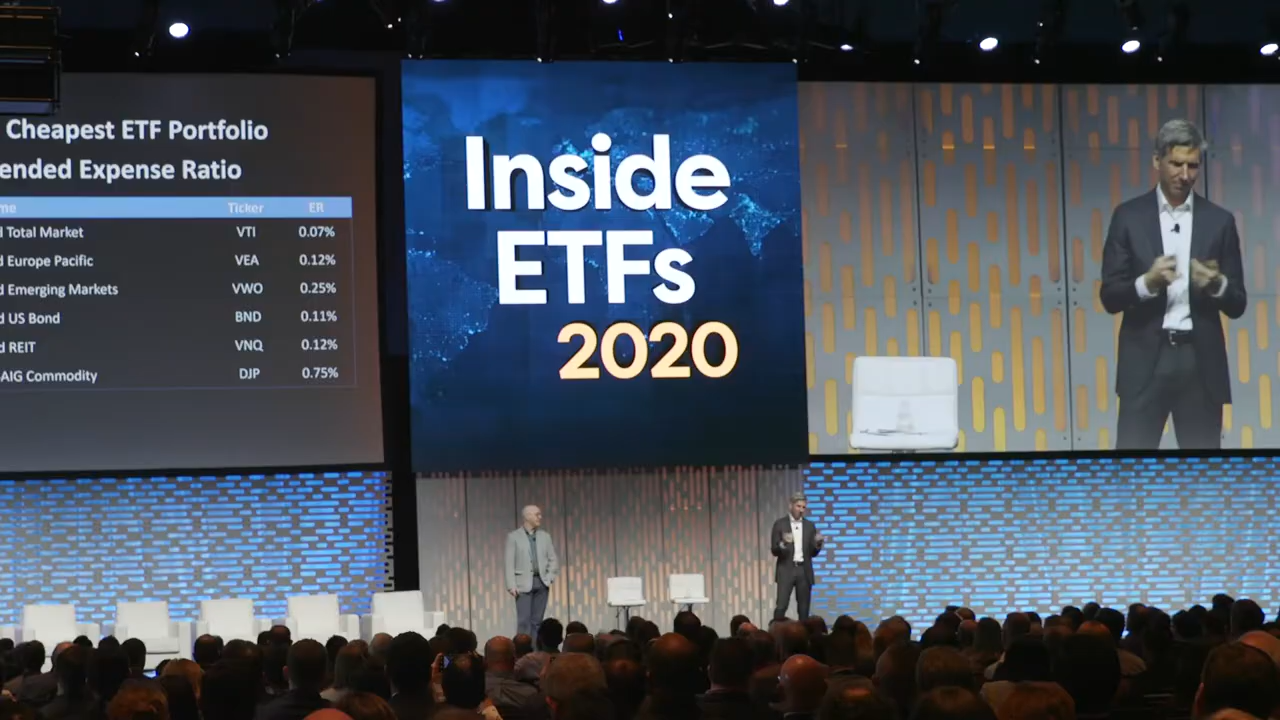 Cheapest ETF Portfolio
ended Expense Ratio
me Ticker ER
d Total Market VTI 0.07%
d Europe Pacific VEA 0.12%
d Emerging Markets VWO 0.25%
d US Bond BND 0.11%
d REIT VNQ 0.12%
-AIG Commodity DJP 0.75%
Inside
ETFs
2020